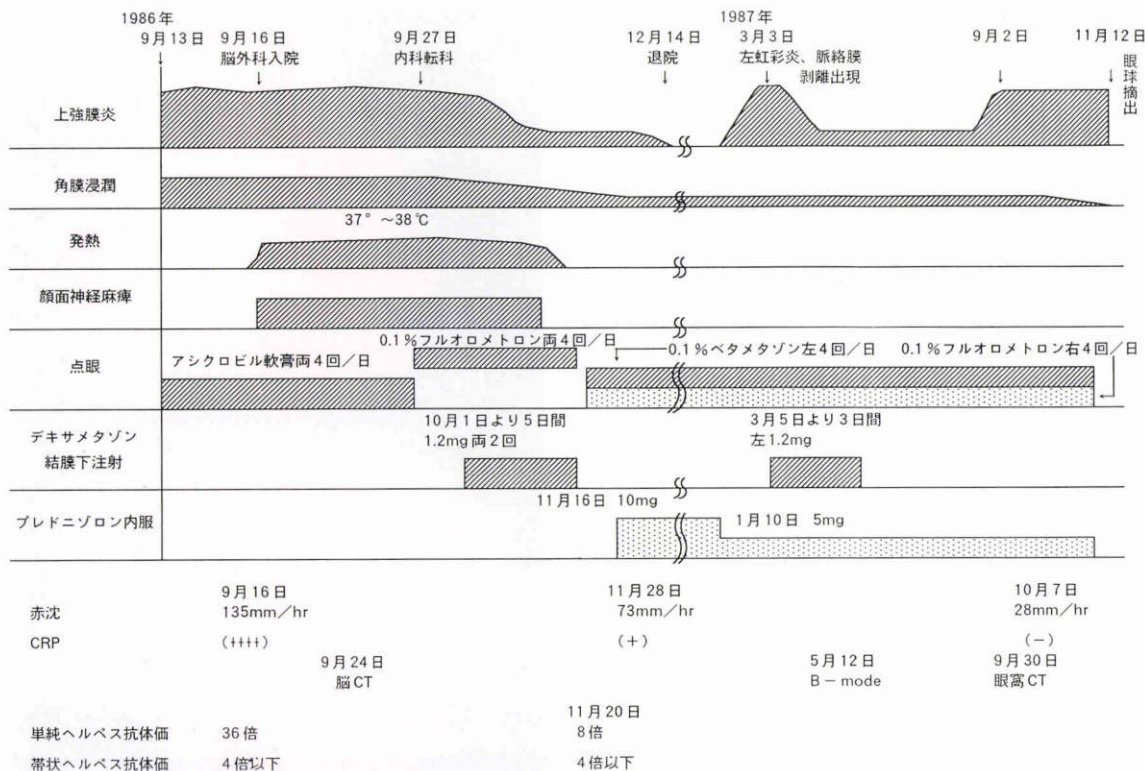 1986年
9月13日 9月16日 9月27日 12月14日
脳外科入院 内科転科 退院
1987年
3月3日 9月2日 11月12日
左虹彩炎、脈絡膜
剥離出現
眼球摘出
上強膜炎
角膜浸潤
発熱
37°～38℃
顔面神経麻痺
点眼
アシクロビル軟膏両4回／日
0.1％フルオロメトロン両4回／日
0.1％ベタメタゾン左4回／日
0.1％フルオロメトロン右4回／日
デキサメタゾン
結膜下注射
10月1日より5日間
1.2mg両2回
3月5日より3日間
左1.2mg
プレドニゾロン内服
11月16日 10mg
1月10日 5mg
9月16日 11月28日 10月7日
赤沈 135mm／hr 73mm／hr 28mm／hr
CRP (++++) (＋) (－)
9月24日 5月12日 9月30日
脳CT B－mode 眼窩CT
11月20日
単純ヘルペス抗体価 36倍 8倍
帯状ヘルペス抗体価 4倍以下 4倍以下